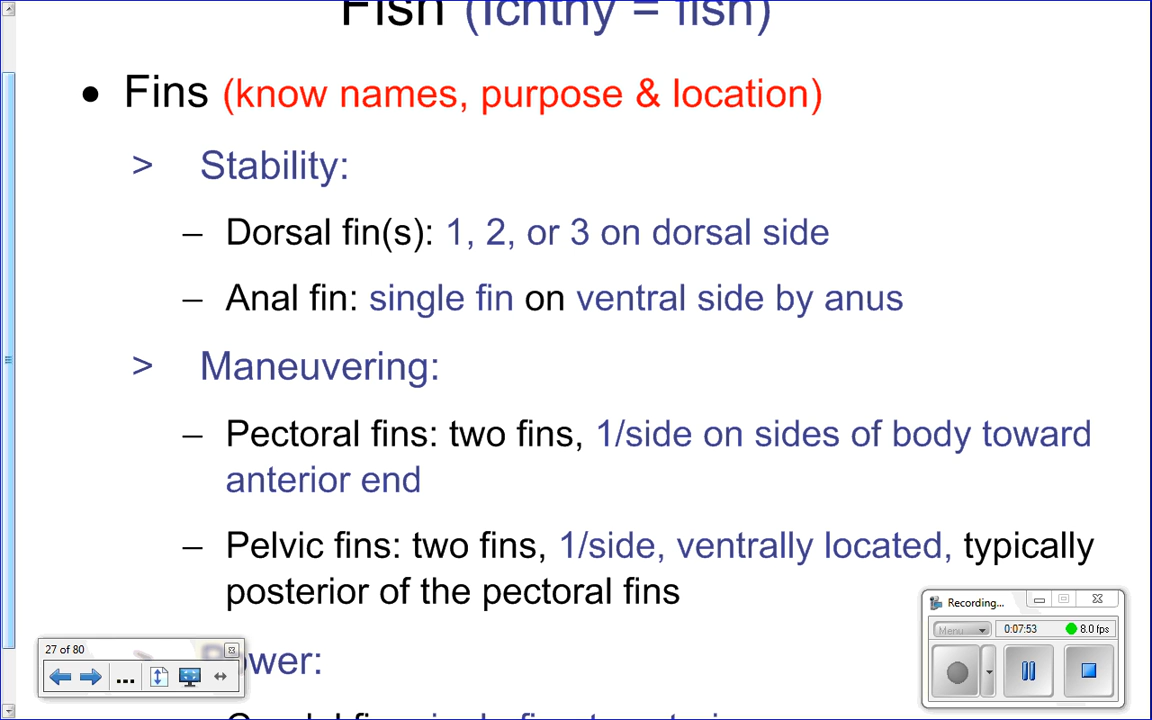 Fish (Ichthy = fish)
• Fins (know names, purpose & location)
> Stability:
– Dorsal fin(s): 1, 2, or 3 on dorsal side
– Anal fin: single fin on ventral side by anus
> Maneuvering:
– Pectoral fins: two fins, 1/side on sides of body toward
anterior end
– Pelvic fins: two fins, 1/side, ventrally located, typically
posterior of the pectoral fins
> Power:
27 of 80
...
Recording...
Menu 0:07:53 8.0 fps